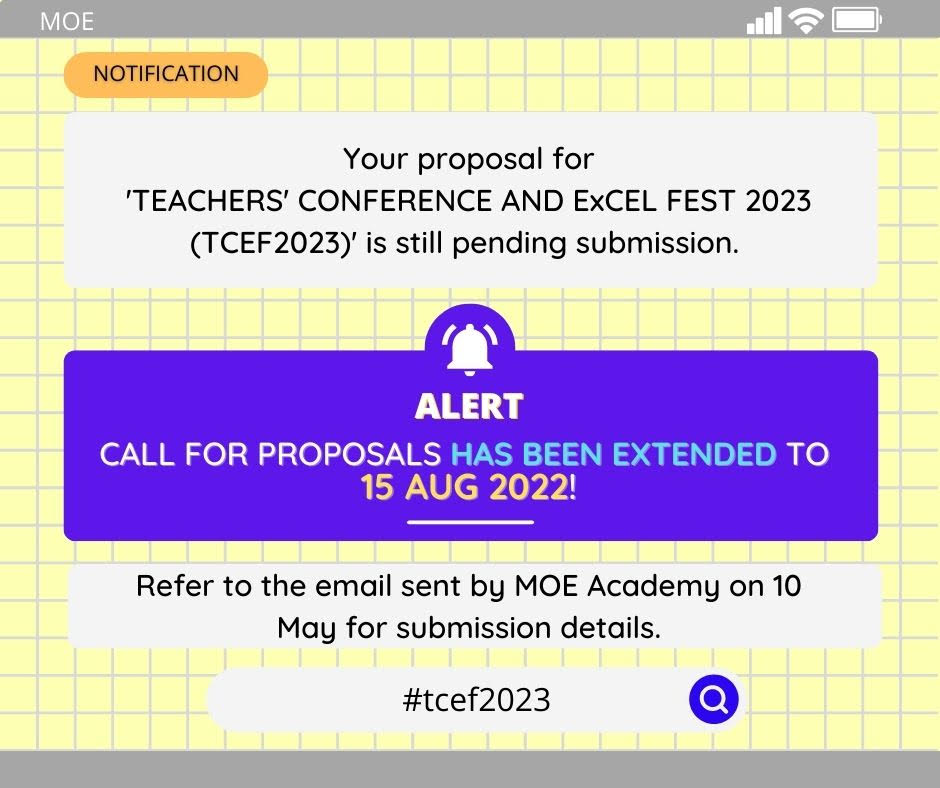 MOE
NOTIFICATION
Your proposal for
'TEACHERS' CONFERENCE AND ExCEL FEST 2023
(TCEF2023)' is still pending submission.
ALERT
CALL FOR PROPOSALS HAS BEEN EXTENDED TO
15 AUG 2022!
Refer to the email sent by MOE Academy on 10
May for submission details.
#tcef2023